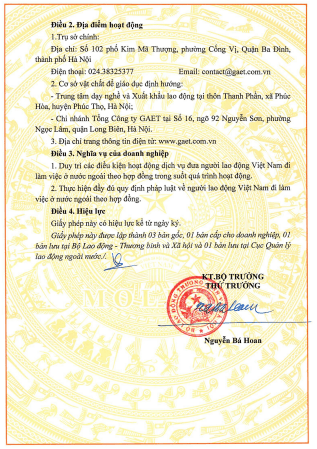 Điều 2. Địa điểm hoạt động
1.Trụ sở chính:
Địa chỉ: Số 102 phố Kim Mã Thượng, phường Cống Vị, Quận Ba Đình,
thành phố Hà Nội
Điện thoại: 024.38325377 Email: contact@gaet.com.vn
2. Cơ sở vật chất để giáo dục định hướng:
- Trung tâm dạy nghề và Xuất khẩu lao động tại thôn Thanh Phần, xã Phúc
Hòa, huyện Phúc Thọ, Hà Nội;
- Chi nhánh Tổng Công ty GAET tại Số 16, ngõ 92 Nguyễn Sơn, phường
Ngọc Lâm, quận Long Biên, Hà Nội.
3. Địa chỉ trang thông tin điện tử: www.gaet.com.vn
Điều 3. Nghĩa vụ của doanh nghiệp
1. Duy trì các điều kiện hoạt động dịch vụ đưa người lao động Việt Nam đi
làm việc ở nước ngoài theo hợp đồng trong suốt quá trình hoạt động.
2. Thực hiện đầy đủ quy định pháp luật về người lao động Việt Nam đi làm
việc ở nước ngoài theo hợp đồng.
Điều 4. Hiệu lực
Giấy phép này có hiệu lực kể từ ngày ký.
Giấy phép này được lập thành 03 bản gốc, 01 bản cấp cho doanh nghiệp, 01
bản lưu tại Bộ Lao động - Thương binh và Xã hội và 01 bản lưu tại Cục Quản lý
lao động ngoài nước./.
KT.BỘ TRƯỞNG
THỨ TRƯỞNG
Nguyễn Bá Hoan